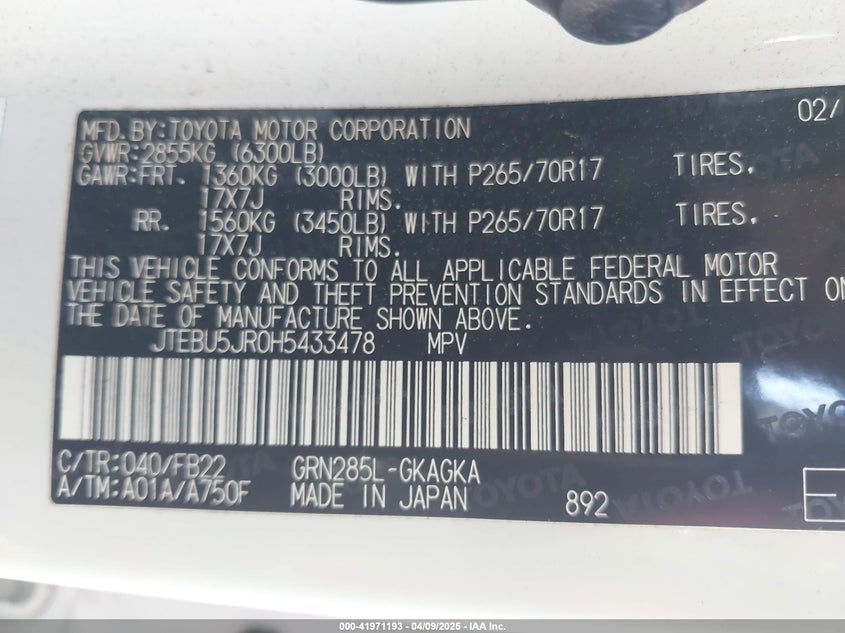 02/
MFD. BY: TOYOTA MOTOR CORPORATION
GVWR: 2855KG (6300LB)
GAWR: FRT. 1360KG (3000LB) WITH P265/70R17 TIRES,
17X7J RIMS.
RR. 1560KG (3450LB) WITH P265/70R17 TIRES,
17X7J RIMS.
THIS VEHICLE CONFORMS TO ALL APPLICABLE FEDERAL MOTOR
VEHICLE SAFETY AND THEFT PREVENTION STANDARDS IN EFFECT ON
THE DATE OF MANUFACTURE SHOWN ABOVE.
JTEBU5JR0H5433478 MPV
C/TR: 040/FB22 GRN285L-GKAGKA
A/TM: A01A/A750F MADE IN JAPAN 892
TOYOTA
000-41971193 | 04/09/2025 | IAA Inc.